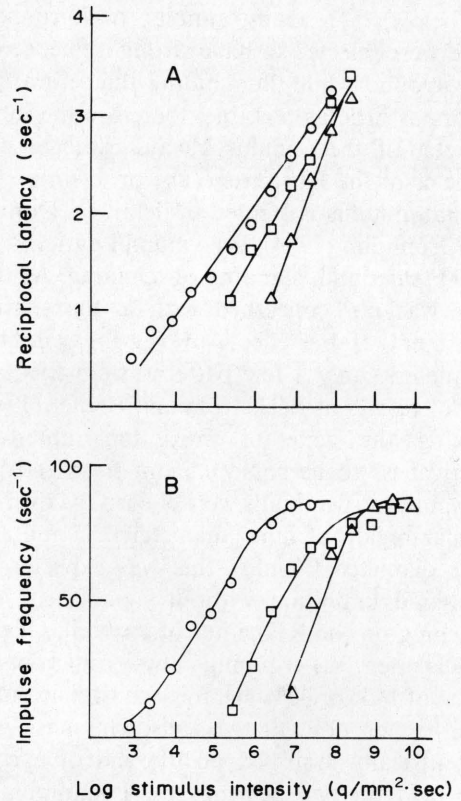 4
A
3
2
1
Reciprocal latency (sec⁻¹)
100
B
50
Impulse frequency (sec⁻¹)
3 4 5 6 7 8 9 10
Log stimulus intensity (q/mm²·sec)